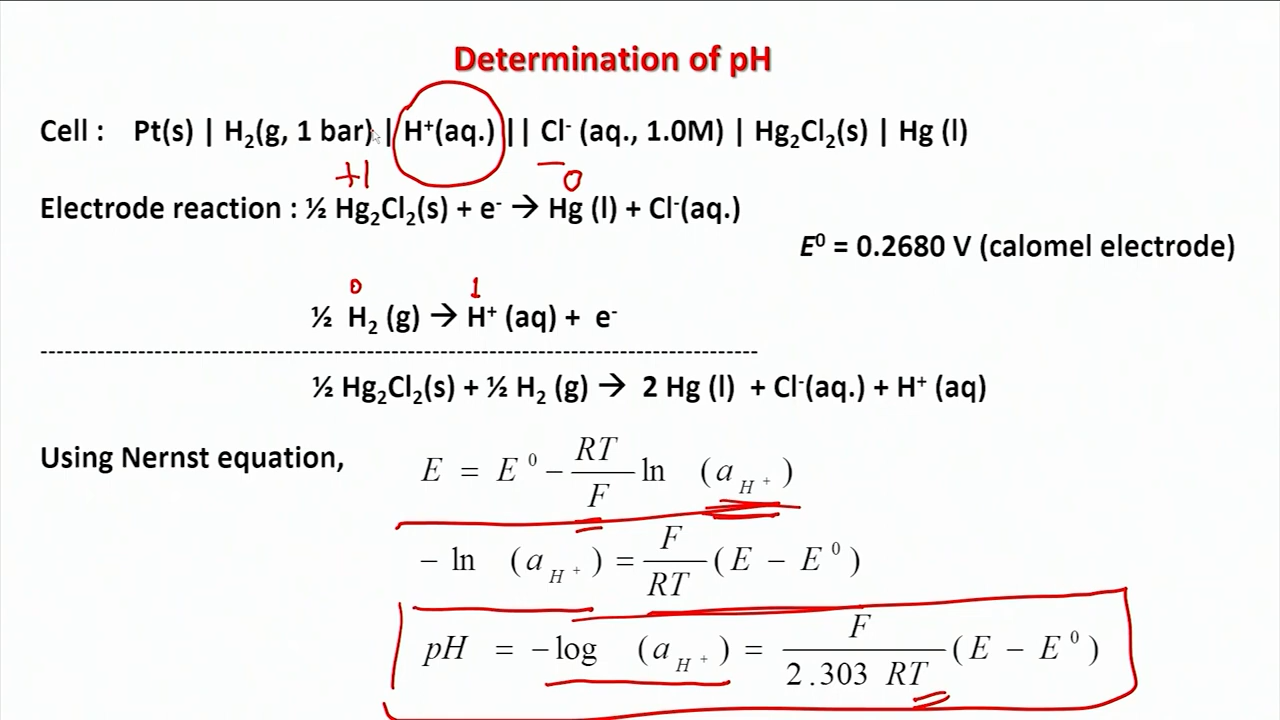 Determination of pH
Cell : Pt(s) | H₂(g, 1 bar) | H⁺(aq.) || Cl⁻ (aq., 1.0M) | Hg₂Cl₂(s) | Hg (l)
+1 0
Electrode reaction : ½ Hg₂Cl₂(s) + e⁻ → Hg (l) + Cl⁻(aq.)
E⁰ = 0.2680 V (calomel electrode)
0 1
½ H₂ (g) → H⁺ (aq) + e⁻
½ Hg₂Cl₂(s) + ½ H₂ (g) → 2 Hg (l) + Cl⁻(aq.) + H⁺ (aq)
Using Nernst equation, E = E⁰ − RT/F ln (a_H⁺)
− ln (a_H⁺) = F/RT (E − E⁰)
pH = −log (a_H⁺) = F/2.303 RT (E − E⁰)